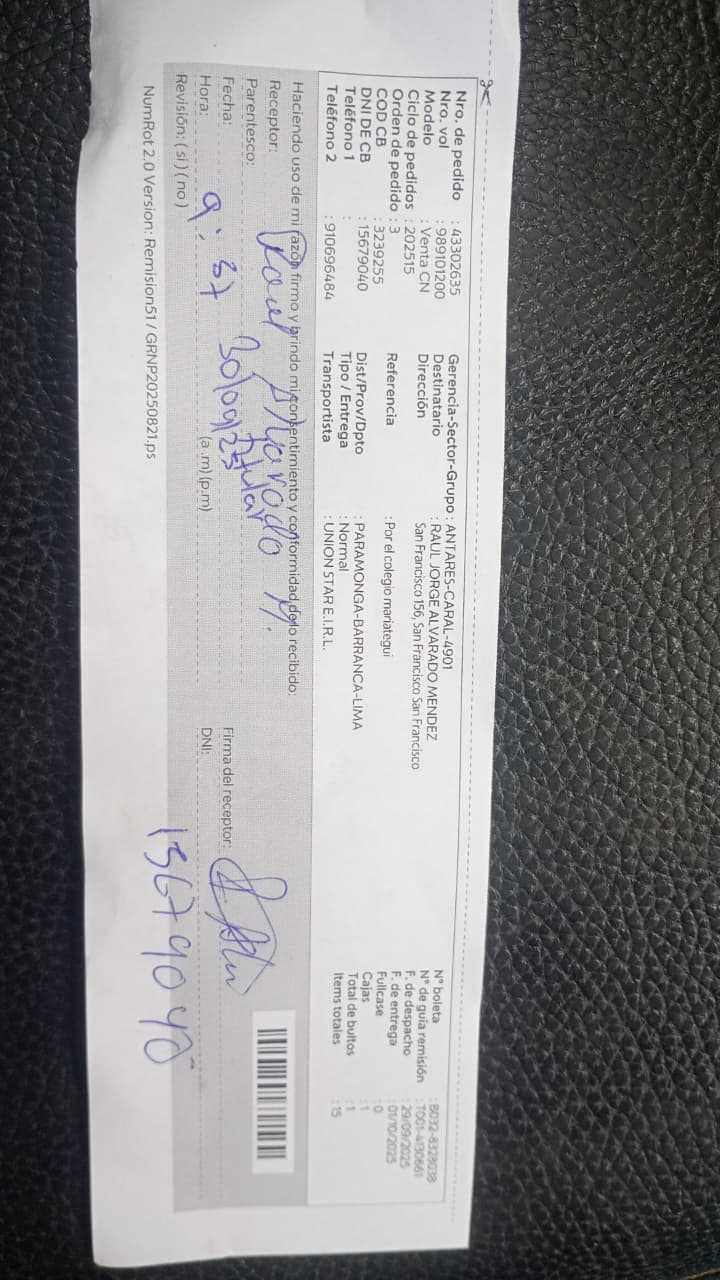 Nro. de pedido : 43302635
Nro. vol : 989101200
Modelo : Venta CN
Ciclo de pedidos : 202515
Orden de pedido : 3
COD CB : 3239255
DNI DE CB : 15679040
Teléfono 1 :
Teléfono 2 : 910696484
Gerencia-Sector-Grupo : ANTARES-CARAL-4901
Destinatario : RAUL JORGE ALVARADO MENDEZ
Dirección San Francisco 156, San Francisco San Francisco
Referencia : Por el colegio mariategui
Dist/Prov/Dpto : PARAMONGA-BARRANCA-LIMA
Tipo / Entrega : Normal
Transportista : UNION STAR E.I.R.L.
N° boleta : B032-8328038
N° de guía remisión : T001-4130661
F. de despacho : 29/09/2025
F. de entrega : 01/10/2025
Fullcase : 0
Cajas : 1
Total de bultos : 1
Items totales : 15
Haciendo uso de mi razón firmo y brindo mi consentimiento y conformidad de lo recibido:
Receptor: Raul Alvarado M.
Parentesco: titular
Fecha: 30/09/25
Hora: 9:37 (a.m) (p.m)
Revisión: ( si ) ( no )
Firma del receptor:
DNI: 15679040
NumRot 2.0 Version: Remision51 / GRNP20250821.ps